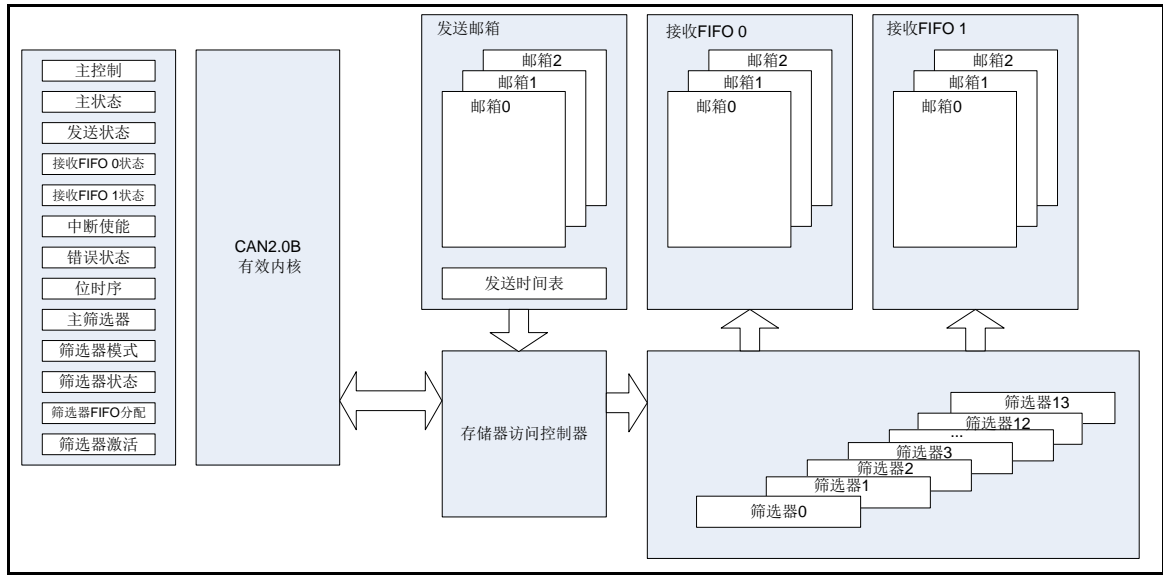 主控制
主状态
发送状态
接收FIFO 0状态
接收FIFO 1状态
中断使能
错误状态
位时序
主筛选器
筛选器模式
筛选器状态
筛选器FIFO分配
筛选器激活
CAN2.0B
有效内核
发送邮箱
邮箱2
邮箱1
邮箱0
发送时间表
接收FIFO 0
邮箱2
邮箱1
邮箱0
接收FIFO 1
邮箱2
邮箱1
邮箱0
存储器访问控制器
筛选器13
筛选器12
...
筛选器3
筛选器2
筛选器1
筛选器0